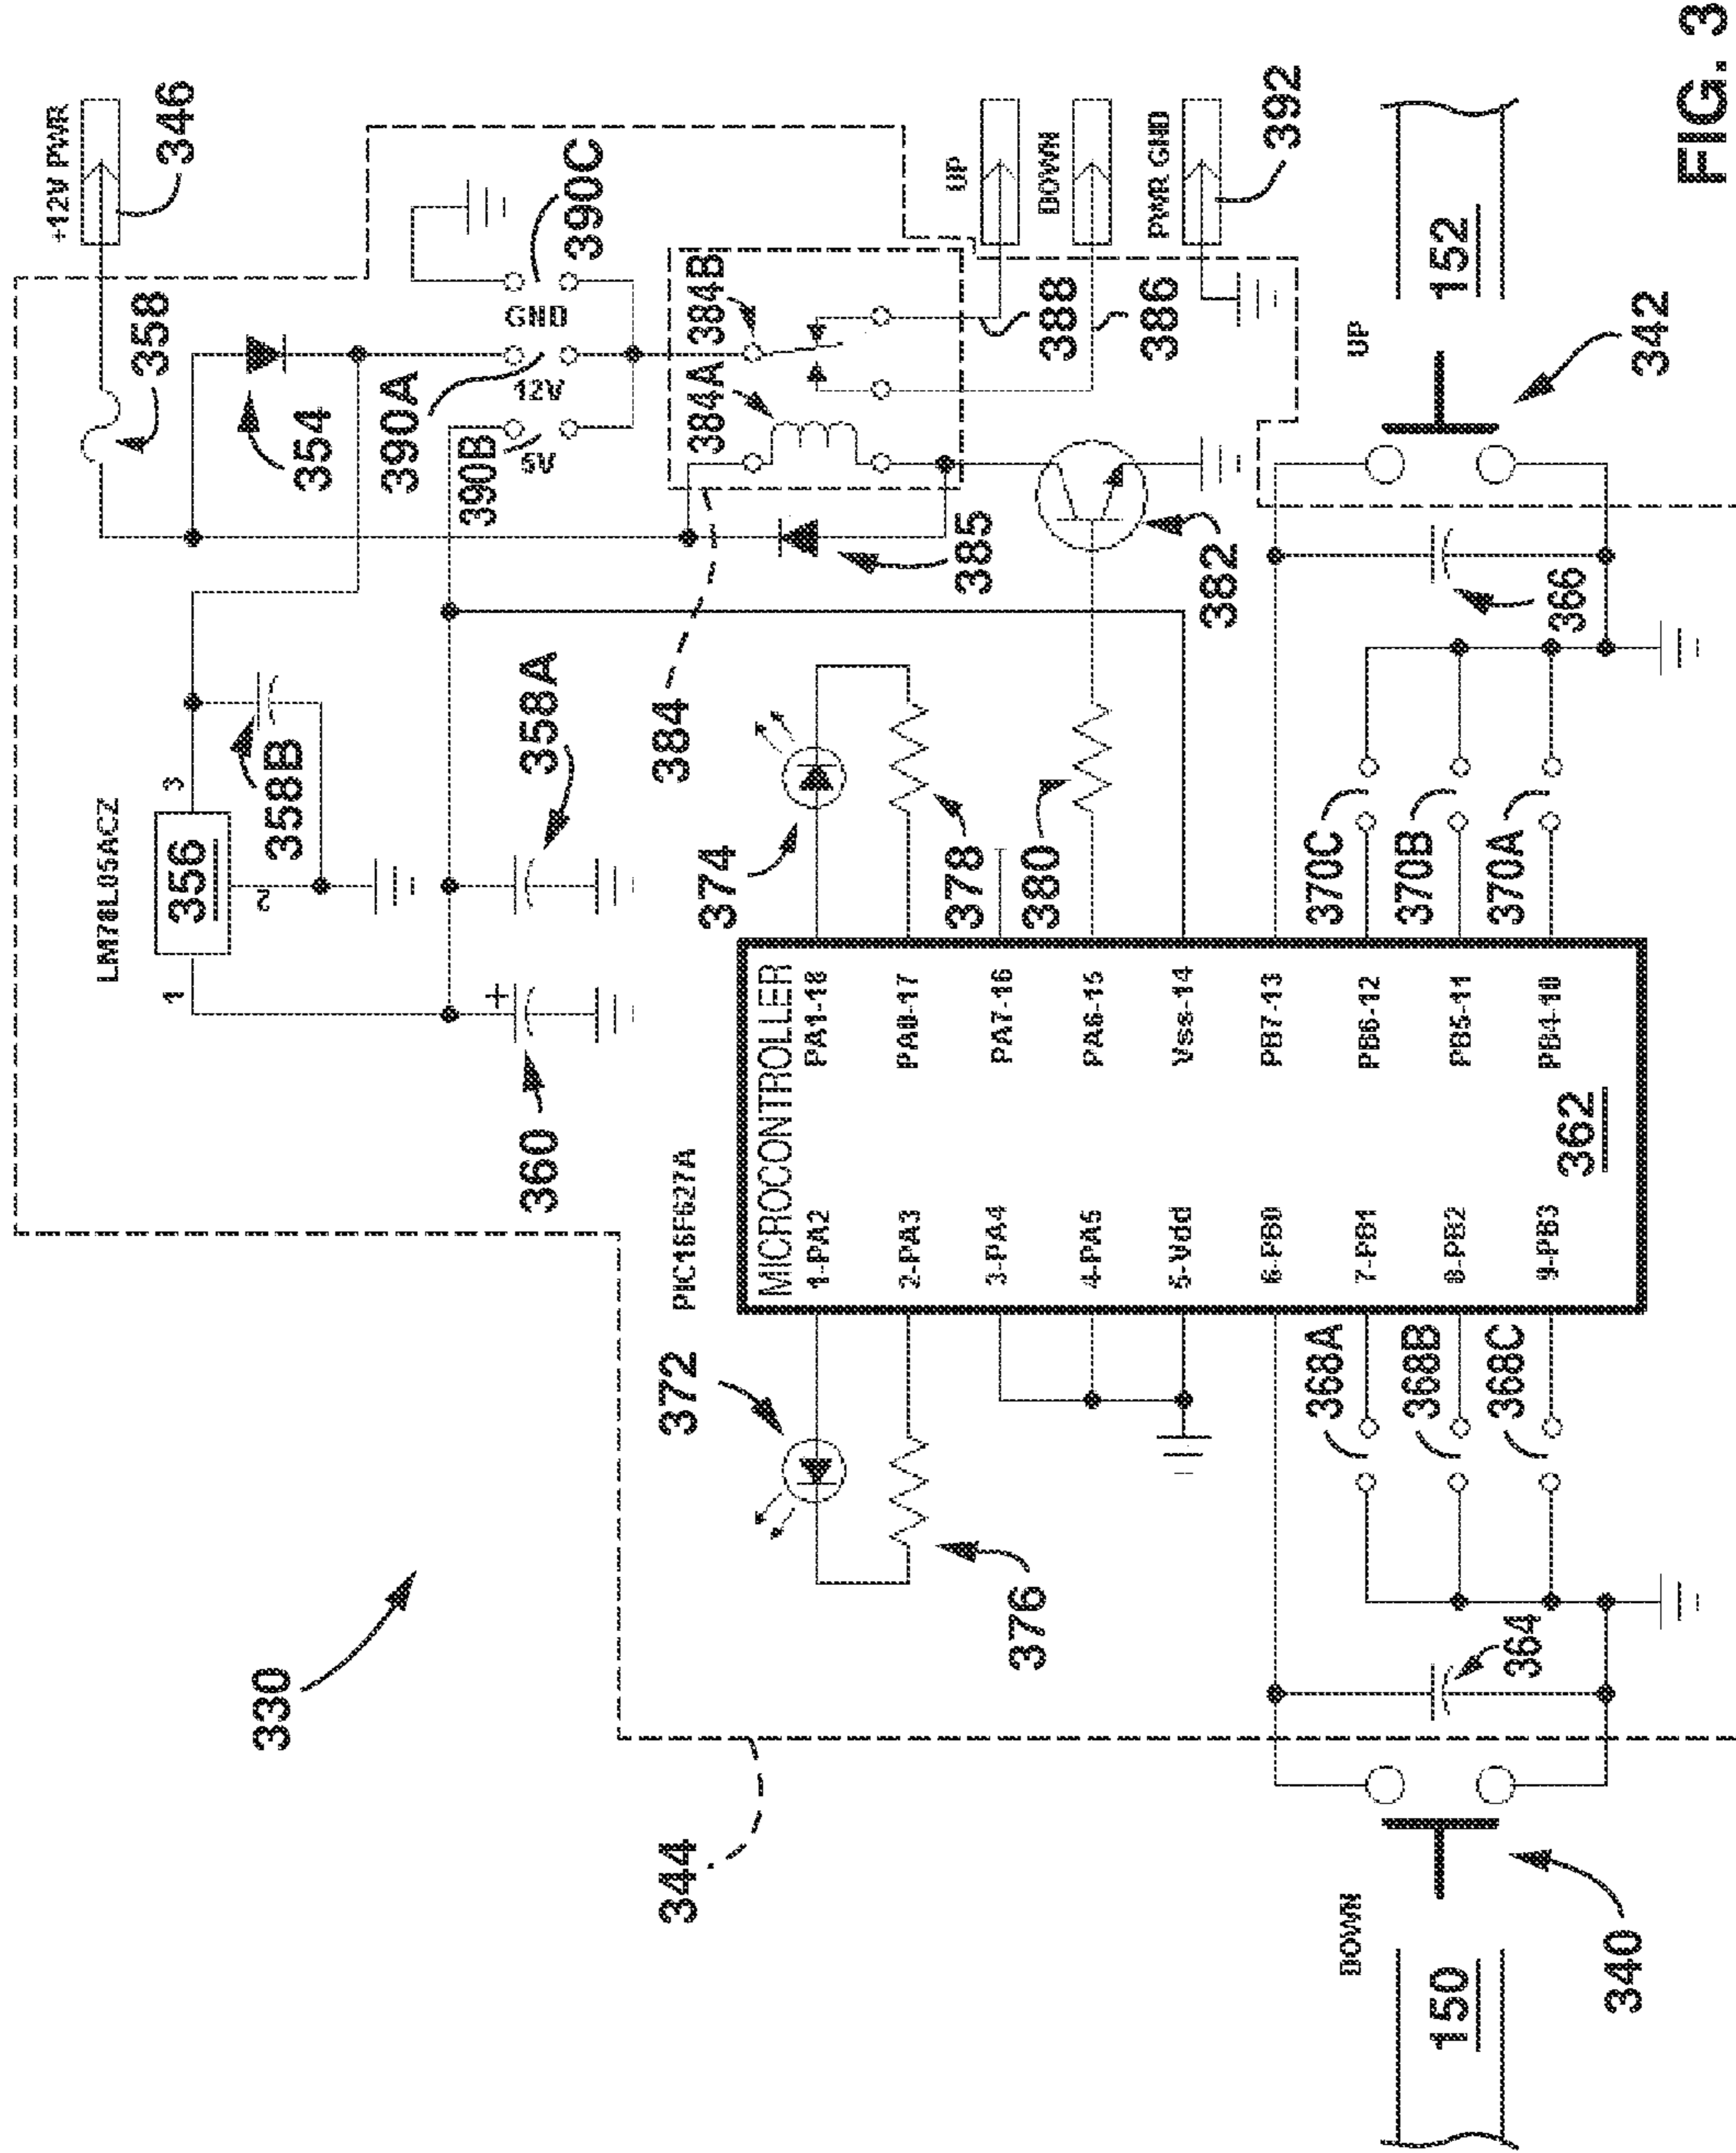 +12V PWR
346
358
354
390A
390B
5V
12V
GND
390C
LM78L05ACZ
356
1
2
3
358B
358A
360
384
384A
384B
385
382
388
386
UP
DOWN
PWR GND
392
330
344
PIC16F627A
MICROCONTROLLER
362
1-PA2
2-PA3
3-PA4
4-PA5
5-Vdd
6-PB0
7-PB1
8-PB2
9-PB3
PA1-18
PA0-17
PA7-16
PA6-15
Vss-14
PB7-13
PB6-12
PB5-11
PB4-10
372
374
376
378
380
368A
368B
368C
370C
370B
370A
364
366
DOWN
150
340
UP
152
342
FIG. 3